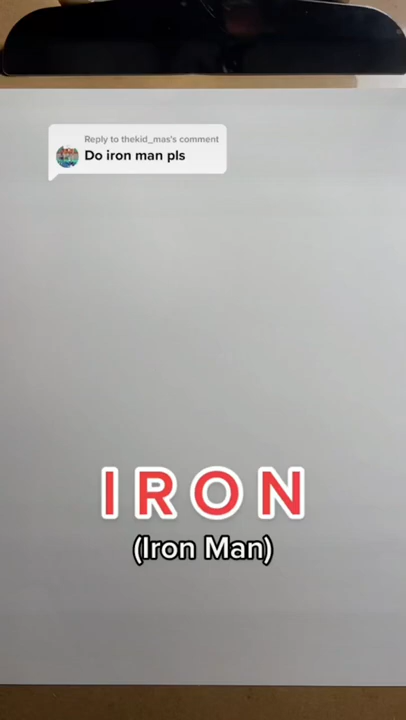 Reply to thekid_mas's comment
Do iron man pls
IRON
(Iron Man)